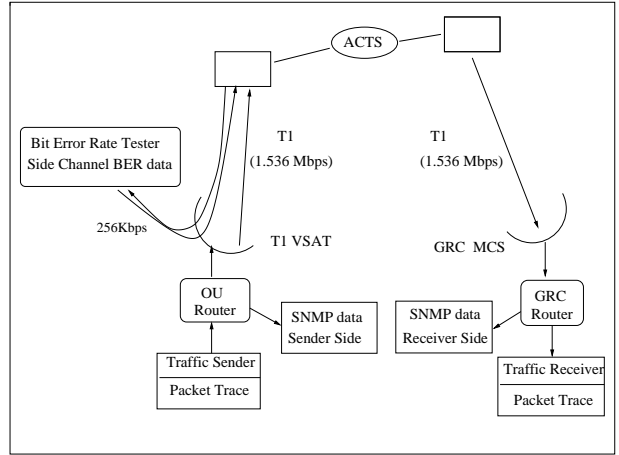 ACTS
Bit Error Rate Tester
Side Channel BER data
T1
(1.536 Mbps)
T1
(1.536 Mbps)
256Kbps
T1 VSAT
GRC MCS
OU
Router
SNMP data
Sender Side
SNMP data
Receiver Side
GRC
Router
Traffic Sender
Packet Trace
Traffic Receiver
Packet Trace